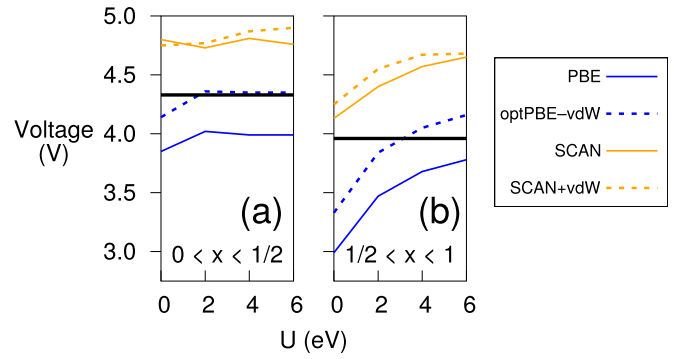 5.0
4.5
4.0
3.5
3.0
Voltage
(V)
(a)
0 < x < 1/2
(b)
1/2 < x < 1
0 2 4 6
0 2 4 6
U (eV)
PBE
optPBE−vdW
SCAN
SCAN+vdW